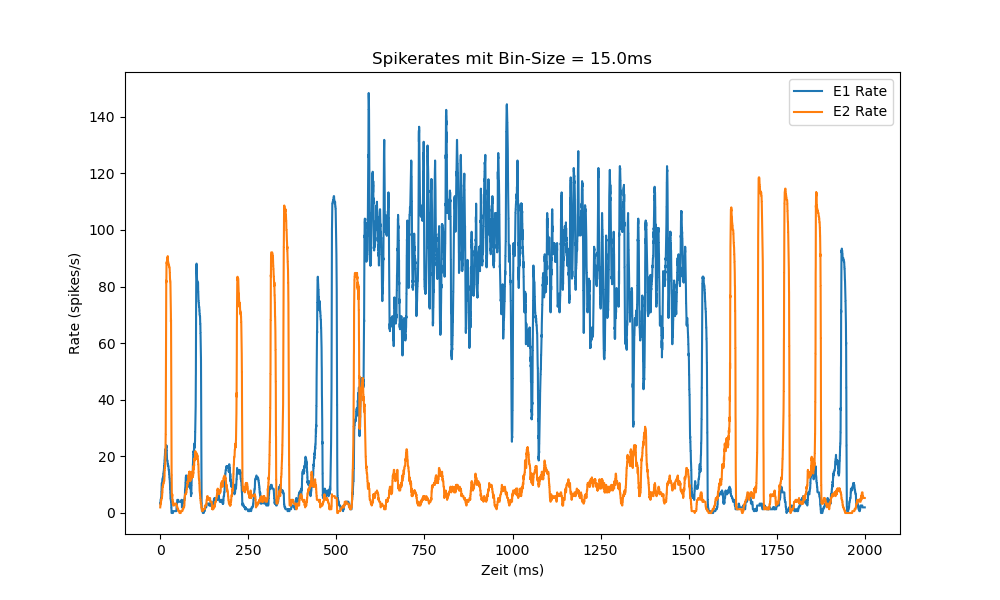 Spikerates mit Bin-Size = 15.0ms
E1 Rate
E2 Rate
Rate (spikes/s)
140
120
100
80
60
40
20
0
0 250 500 750 1000 1250 1500 1750 2000
Zeit (ms)